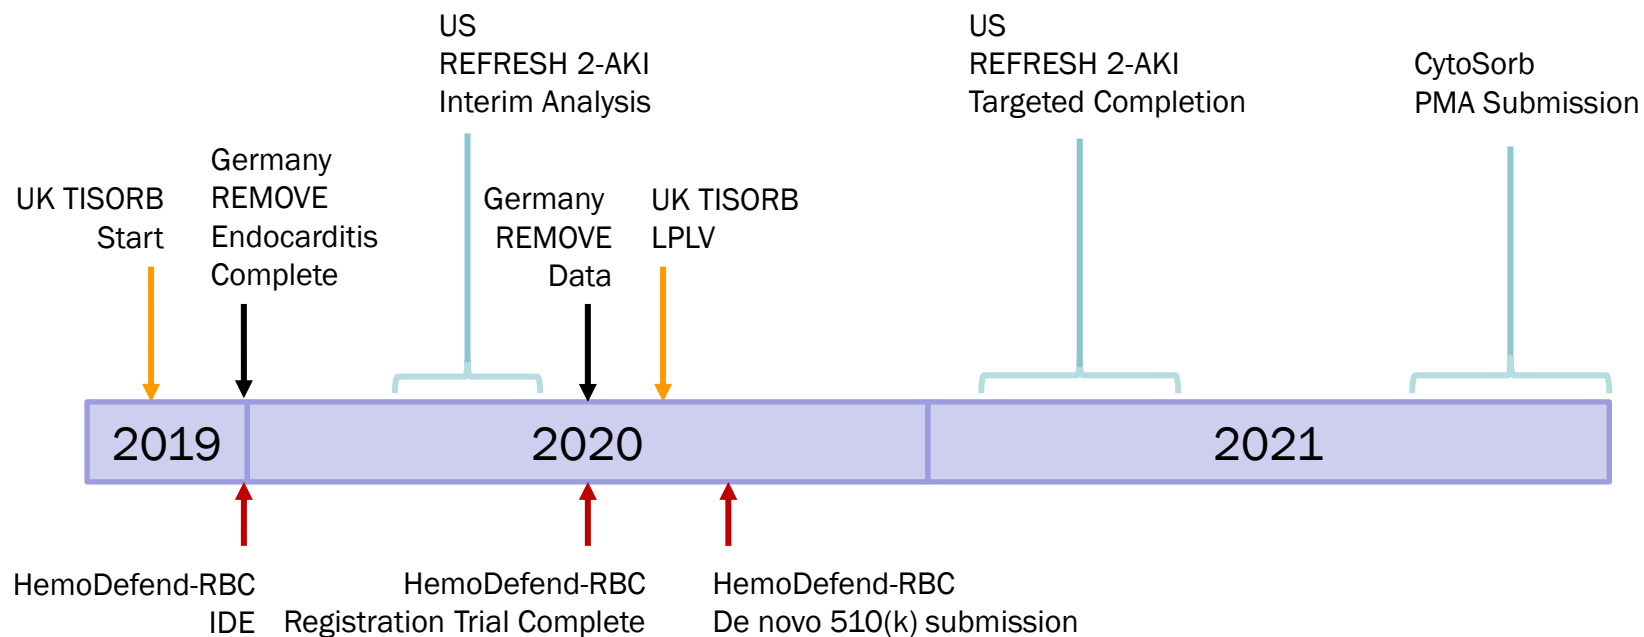 US
REFRESH 2-AKI
Interim Analysis
US
REFRESH 2-AKI
Targeted Completion
CytoSorb
PMA Submission
UK TISORB
Start
Germany
REMOVE
Endocarditis
Complete
Germany
REMOVE
Data
UK TISORB
LPLV
2019
2020
2021
HemoDefend-RBC
IDE
HemoDefend-RBC
Registration Trial Complete
HemoDefend-RBC
De novo 510(k) submission